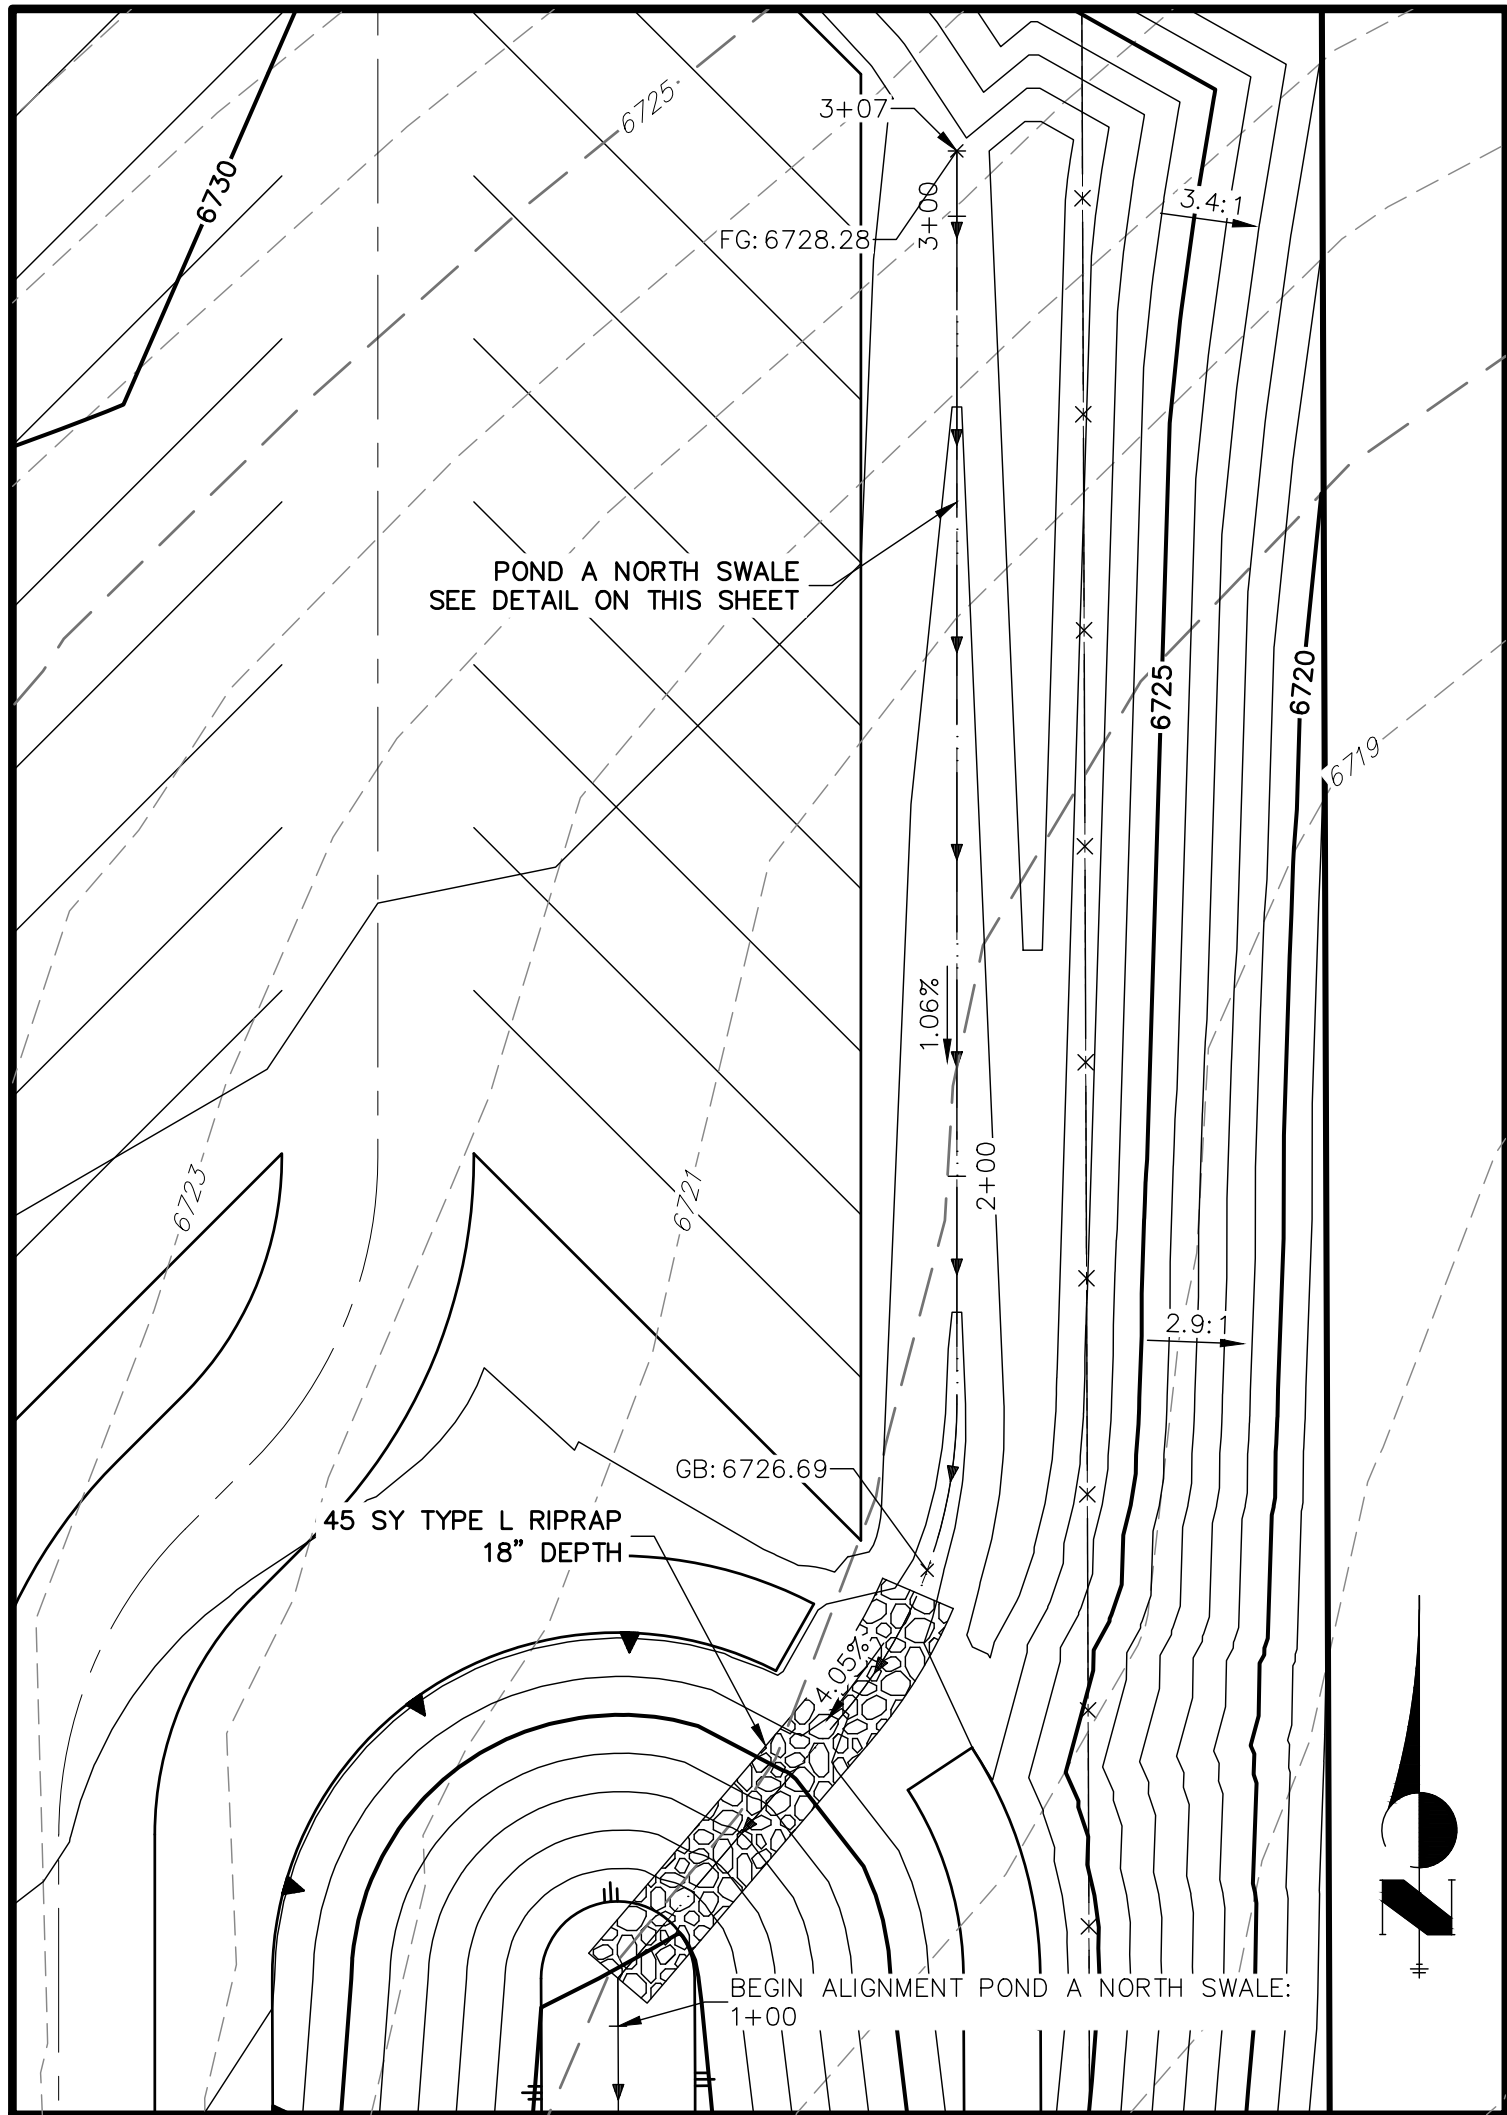 6725
3+07
6730
3.4:1
3+00
FG: 6728.28
POND A NORTH SWALE
SEE DETAIL ON THIS SHEET
6725
6720
6719
1.06%
2+00
6723
6721
2.9:1
GB: 6726.69
45 SY TYPE L RIPRAP
18” DEPTH
4.05%
N
BEGIN ALIGNMENT POND A NORTH SWALE:
1+00